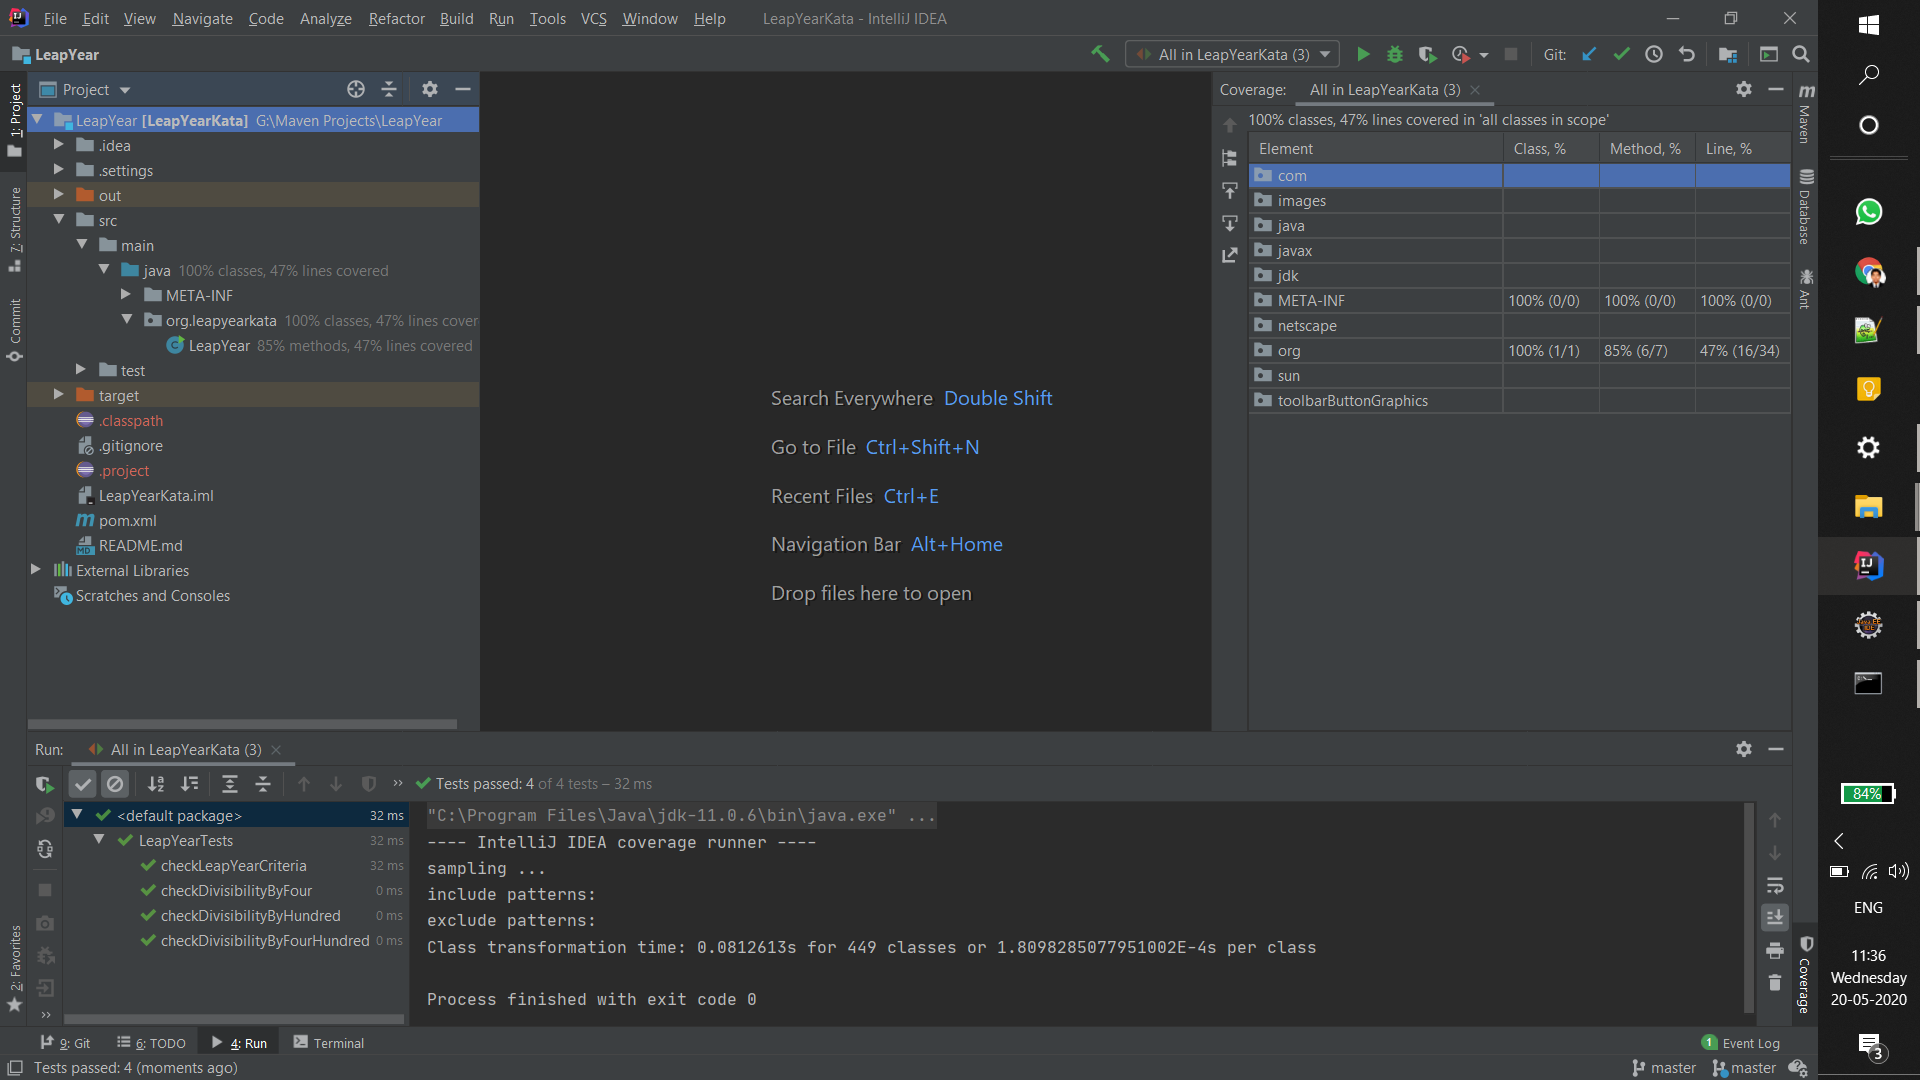 File Edit View Navigate Code Analyze Refactor Build Run Tools VCS Window Help LeapYearKata - IntelliJ IDEA
LeapYear
All in LeapYearKata (3)
Git:
1: Project
7: Structure
Commit
2: Favorites
Project
LeapYear [LeapYearKata] G:\Maven Projects\LeapYear
.idea
.settings
out
src
main
java 100% classes, 47% lines covered
META-INF
org.leapyearkata 100% classes, 47% lines cover
LeapYear 85% methods, 47% lines covered
test
target
.classpath
.gitignore
.project
LeapYearKata.iml
pom.xml
README.md
External Libraries
Scratches and Consoles
Search Everywhere Double Shift
Go to File Ctrl+Shift+N
Recent Files Ctrl+E
Navigation Bar Alt+Home
Drop files here to open
Coverage: All in LeapYearKata (3)
100% classes, 47% lines covered in 'all classes in scope'
Element Class, % Method, % Line, %
com
images
java
javax
jdk
META-INF 100% (0/0) 100% (0/0) 100% (0/0)
netscape
org 100% (1/1) 85% (6/7) 47% (16/34)
sun
toolbarButtonGraphics
Maven
Database
Ant
Coverage
Run: All in LeapYearKata (3)
Tests passed: 4 of 4 tests – 32 ms
<default package> 32 ms
LeapYearTests 32 ms
checkLeapYearCriteria 32 ms
checkDivisibilityByFour 0 ms
checkDivisibilityByHundred 0 ms
checkDivisibilityByFourHundred 0 ms
"C:\Program Files\Java\jdk-11.0.6\bin\java.exe" ...
---- IntelliJ IDEA coverage runner ----
sampling ...
include patterns:
exclude patterns:
Class transformation time: 0.0812613s for 449 classes or 1.8098285077951002E-4s per class
Process finished with exit code 0
9: Git 6: TODO 4: Run Terminal
1 Event Log
Tests passed: 4 (moments ago)
master master
84%
ENG
11:36
Wednesday
20-05-2020
3